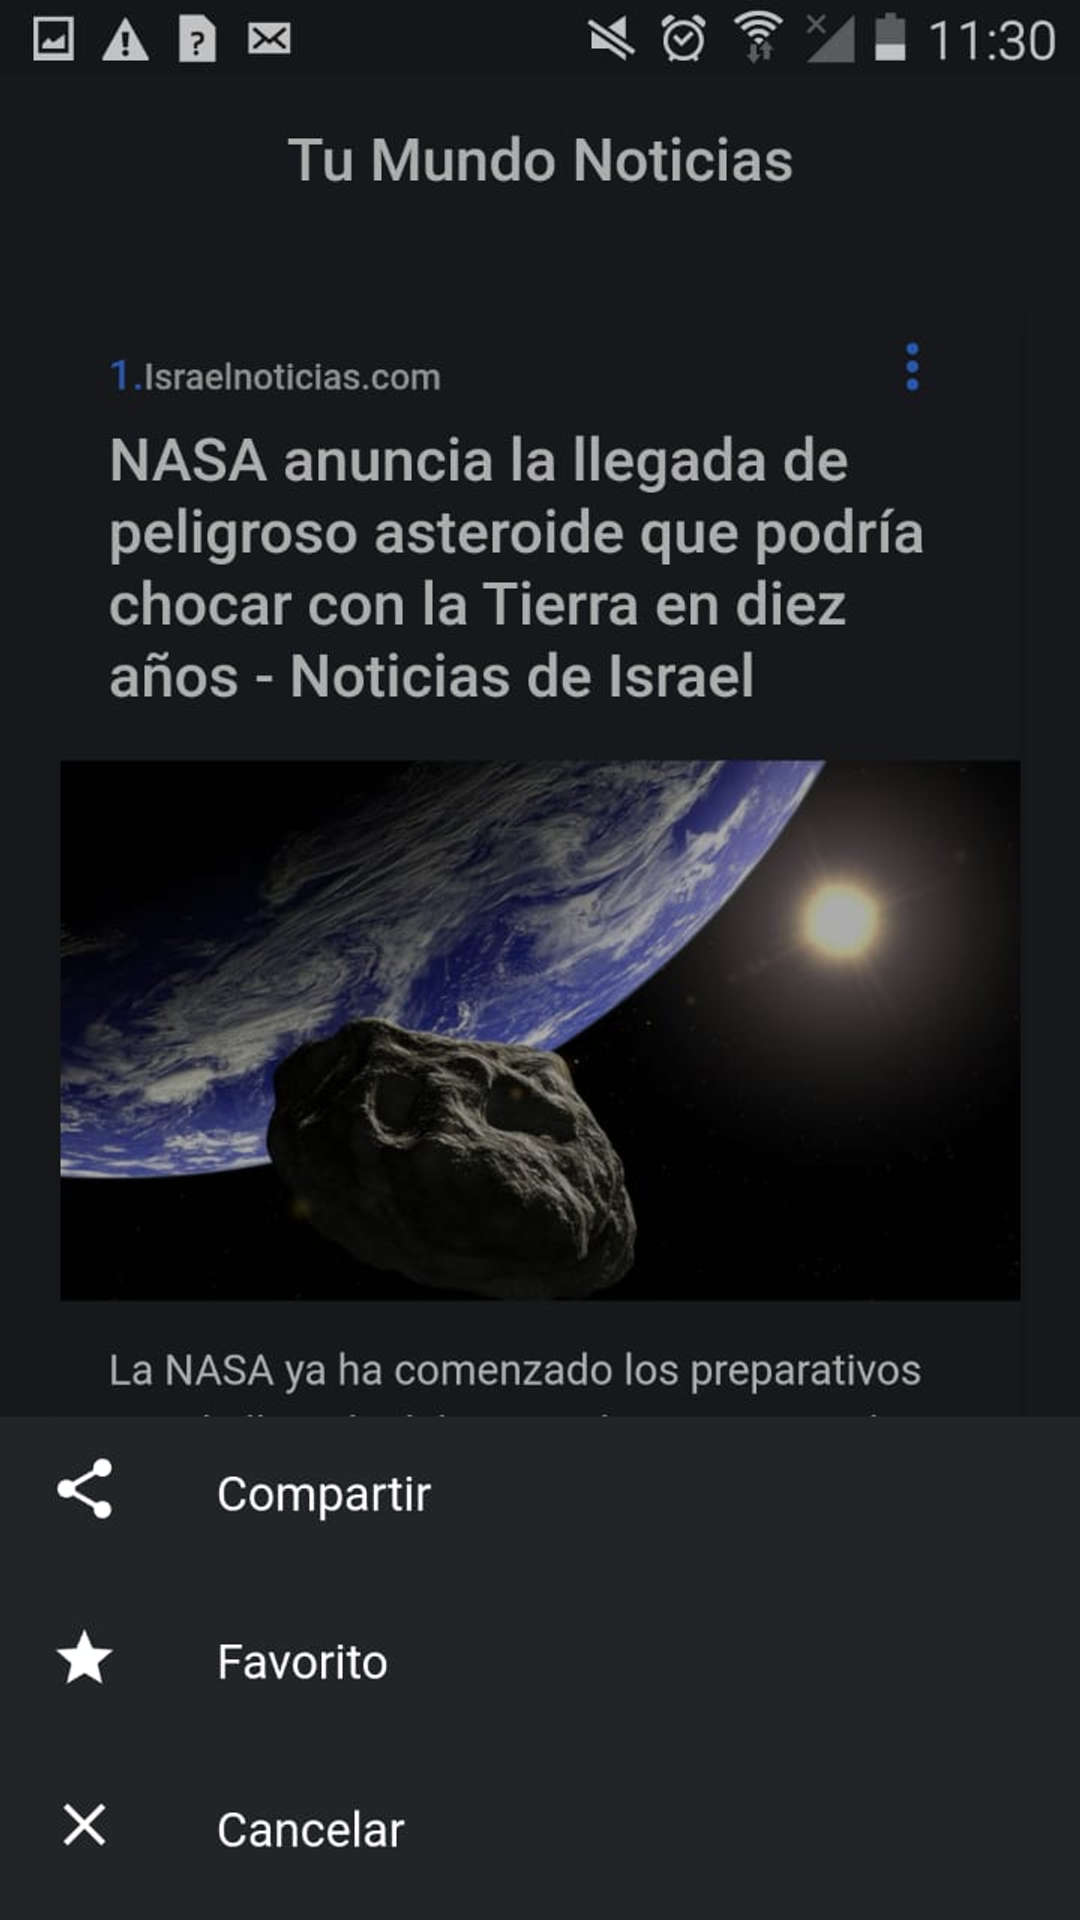 11:30
Tu Mundo Noticias
1.Israelnoticias.com
NASA anuncia la llegada de
peligroso asteroide que podría
chocar con la Tierra en diez
años - Noticias de Israel
La NASA ya ha comenzado los preparativos
Compartir
Favorito
Cancelar